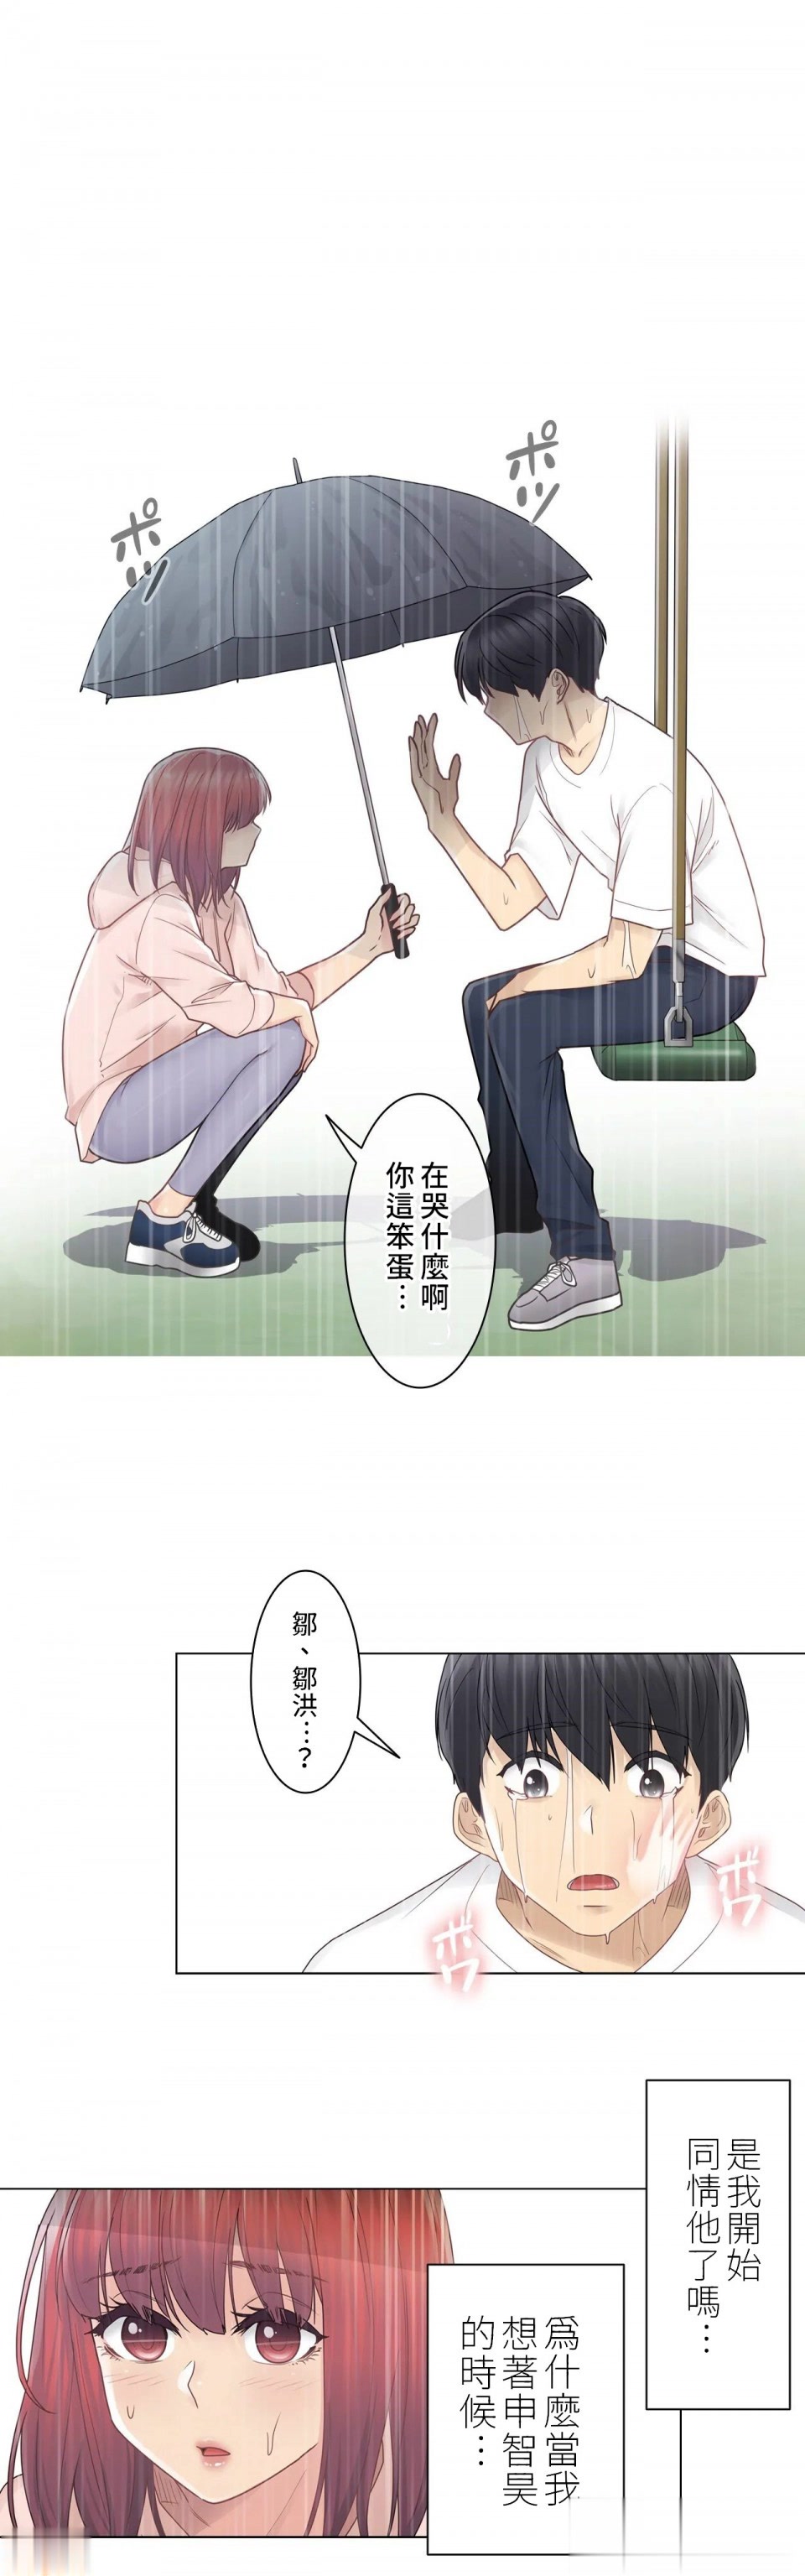 ポッ
ポッ
在哭什麼啊
你這笨蛋…
鄒、鄒洪…？
ポウ
ポウ
是我開始
同情他了嗎…
爲什麼當我
想著申智昊
的時候…